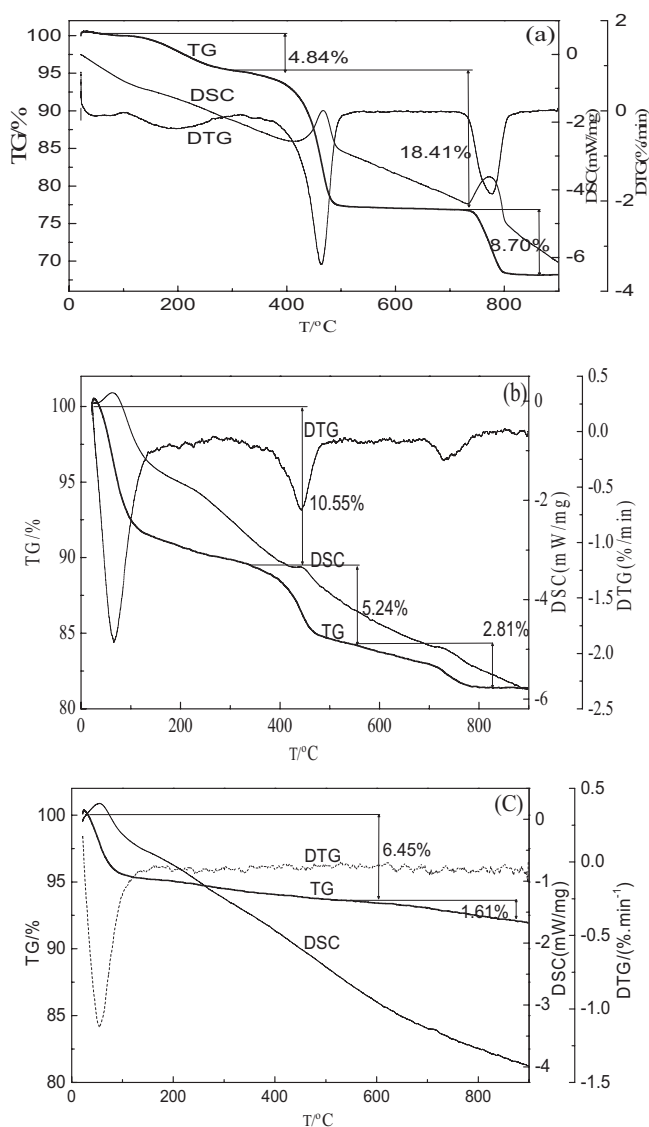 (a)
TG
4.84%
DSC
DTG
18.41%
8.70%
100
95
90
85
80
75
70
TG/%
0
-2
-4
-6
DSC(mW/mg)
2
0
-2
-4
DTG(%/min)
0 200 400 600 800
T/°C
(b)
DTG
10.55%
DSC
5.24%
TG
2.81%
100
95
90
85
80
TG/%
0
-2
-4
-6
DSC(mW/mg)
0.5
0.0
-0.5
-1.0
-1.5
-2.0
-2.5
DTG(%/min)
0 200 400 600 800
T/°C
(C)
DTG
6.45%
TG
1.61%
DSC
100
95
90
85
80
TG/%
0
-1
-2
-3
-4
DSC(mW/mg)
0.5
0.0
-0.5
-1.0
-1.5
DTG/(%.min⁻¹)
0 200 400 600 800
T/°C